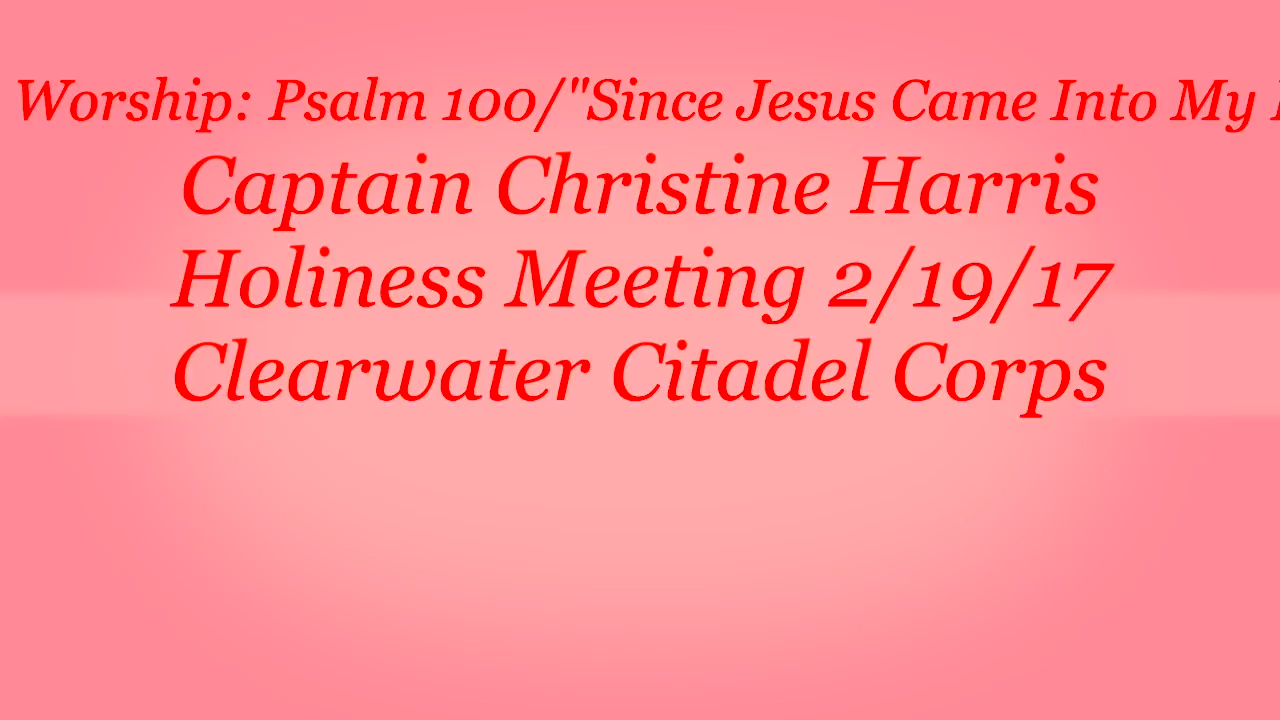 Worship: Psalm 100/"Since Jesus Came Into My
Captain Christine Harris
Holiness Meeting 2/19/17
Clearwater Citadel Corps